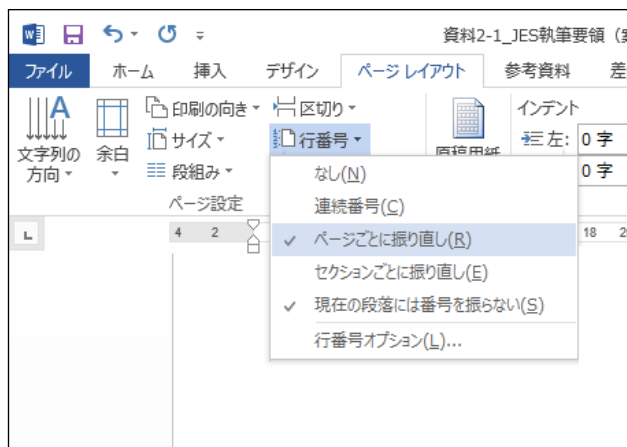 資料2-1_JES執筆要領
ファイル ホーム 挿入 デザイン ページ レイアウト 参考資料 差
文字列の方向
余白
印刷の向き
サイズ
段組み
区切り
行番号
原稿用紙
ページ設定
インデント
左: 0 字
0 字
なし(N)
連続番号(C)
ページごとに振り直し(R)
セクションごとに振り直し(E)
現在の段落には番号を振らない(S)
行番号オプション(L)...
L 4 2 18